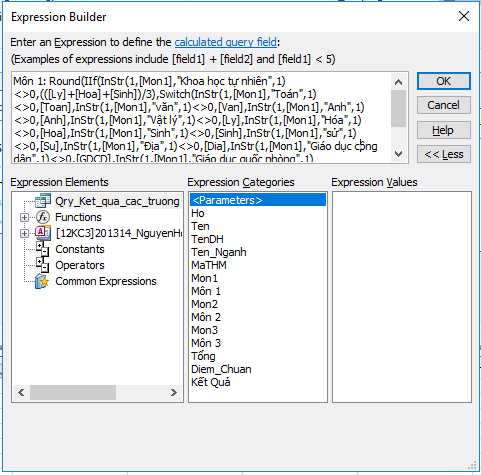 Expression Builder
Enter an Expression to define the calculated query field:
(Examples of expressions include [field1] + [field2] and [field1] < 5)
Môn 1: Round(IIf(InStr(1,[Mon1],"Khoa học tự nhiên",1)
<>0,(([Ly]+[Hoa]+[Sinh])/3),Switch(InStr(1,[Mon1],"Toán",1)
<>0,[Toan],InStr(1,[Mon1],"văn",1)<>0,[Van],InStr(1,[Mon1],"Anh",1)
<>0,[Anh],InStr(1,[Mon1],"Vật lý",1)<>0,[Ly],InStr(1,[Mon1],"Hóa",1)
<>0,[Hoa],InStr(1,[Mon1],"Sinh",1)<>0,[Sinh],InStr(1,[Mon1],"sử",1)
<>0,[Su],InStr(1,[Mon1],"Địa",1)<>0,[Dia],InStr(1,[Mon1],"Giáo dục công
dân",1)<>0,[GDCD],InStr(1,[Mon1],"Giáo dục quốc phòng",1)
OK
Cancel
Help
<< Less
Expression Elements
Qry_Ket_qua_cac_truong
Functions
[12KC3]201314_NguyenHo
Constants
Operators
Common Expressions
Expression Categories
<Parameters>
Ho
Ten
TenDH
Ten_Nganh
MaTHM
Mon1
Môn 1
Mon2
Môn 2
Mon3
Môn 3
Tổng
Diem_Chuan
Kết Quả
Expression Values